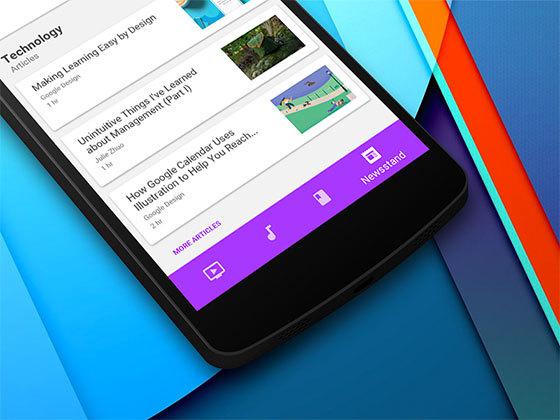 Technology
Articles
Making Learning Easy by Design
Google Design
1 hr
Unintuitive Things I've Learned
about Management (Part I)
Julie Zhuo
1 hr
How Google Calendar Uses
Illustration to Help You Reach...
Google Design
2 hr
MORE ARTICLES
Newsstand